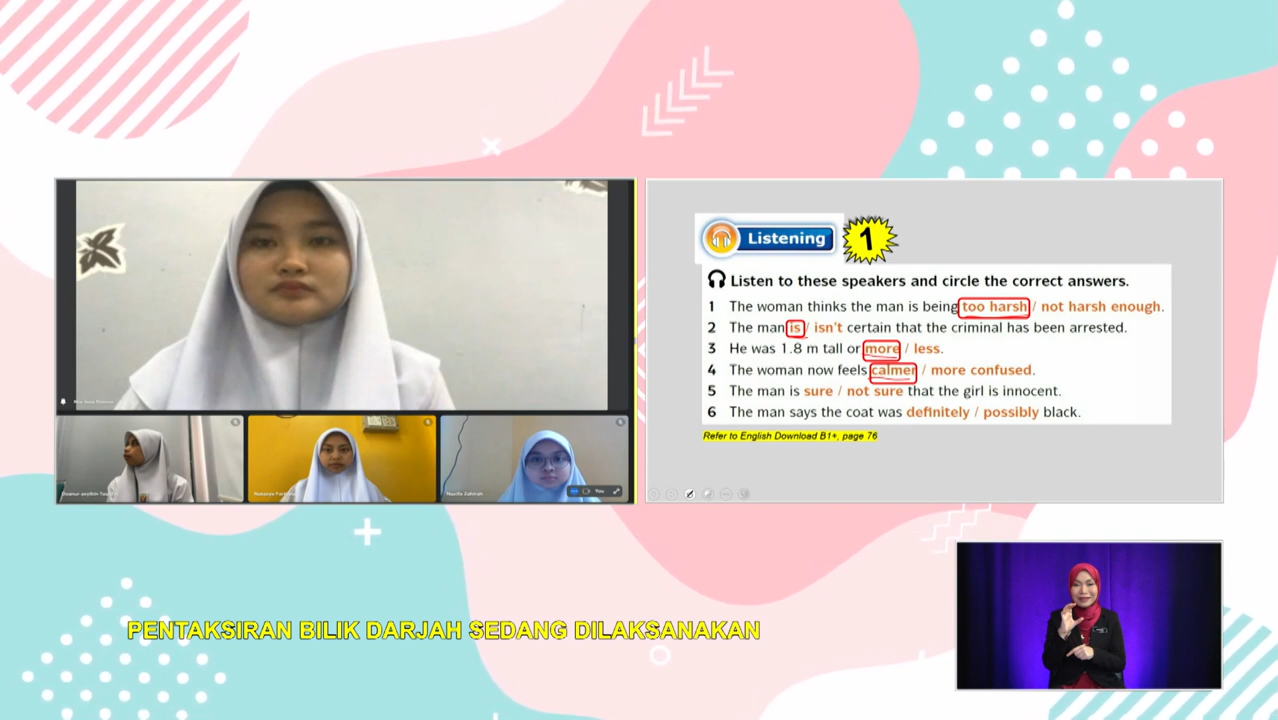 Listening
1
Listen to these speakers and circle the correct answers.
1 The woman thinks the man is being too harsh / not harsh enough.
2 The man is / isn't certain that the criminal has been arrested.
3 He was 1.8 m tall or more / less.
4 The woman now feels calmer / more confused.
5 The man is sure / not sure that the girl is innocent.
6 The man says the coat was definitely / possibly black.
Refer to English Download B1+, page 76
You
PENTAKSIRAN BILIK DARJAH SEDANG DILAKSANAKAN